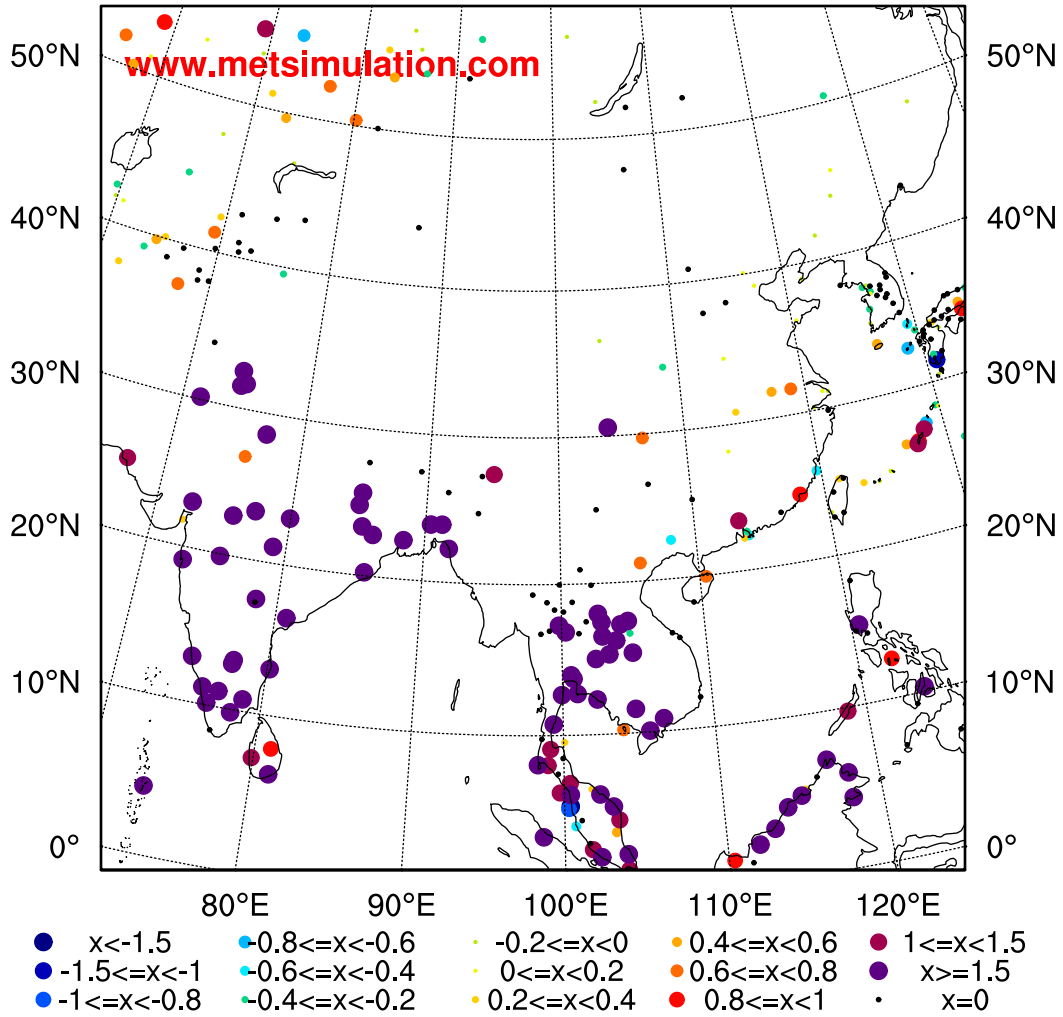 50°N 50°N
www.metsimulation.com
40°N 40°N
30°N 30°N
20°N 20°N
10°N 10°N
0° 0°
80°E 90°E 100°E 110°E 120°E
x<-1.5 -0.8<=x<-0.6 -0.2<=x<0 0.4<=x<0.6 1<=x<1.5
-1.5<=x<-1 -0.6<=x<-0.4 0<=x<0.2 0.6<=x<0.8 x>=1.5
-1<=x<-0.8 -0.4<=x<-0.2 0.2<=x<0.4 0.8<=x<1 x=0